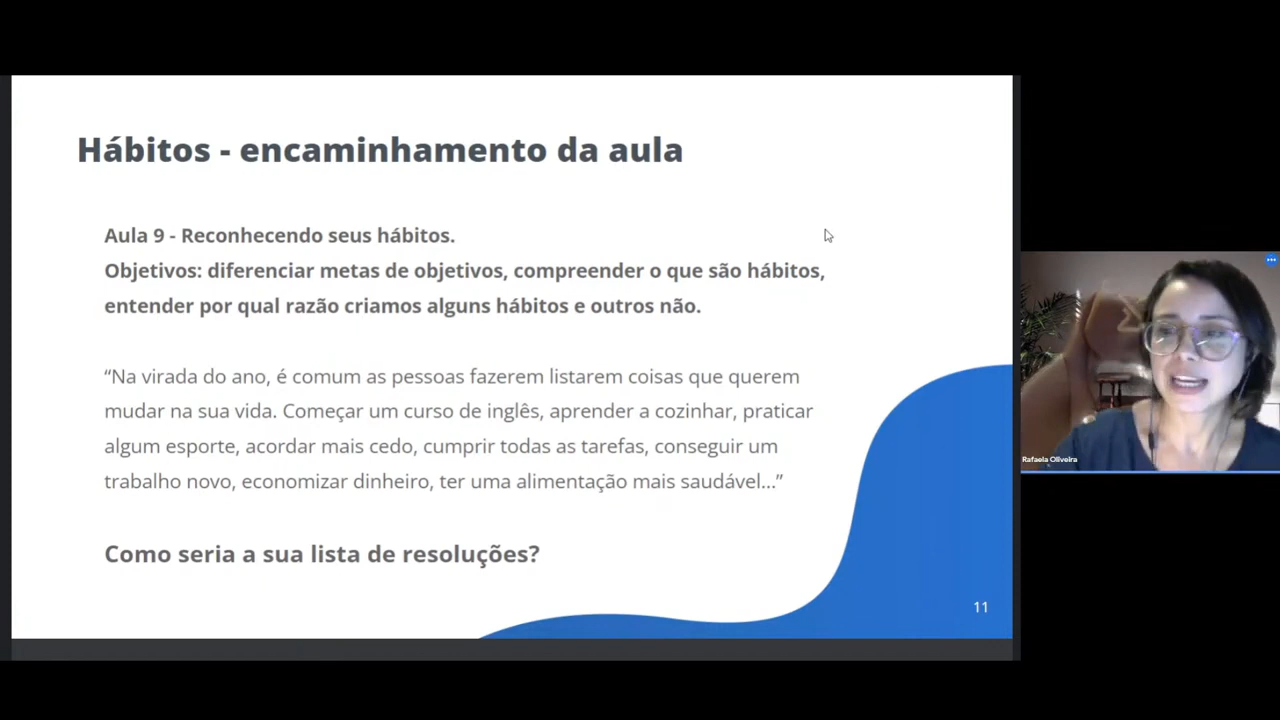 Hábitos - encaminhamento da aula
Aula 9 - Reconhecendo seus hábitos.
Objetivos: diferenciar metas de objetivos, compreender o que são hábitos,
entender por qual razão criamos alguns hábitos e outros não.
“Na virada do ano, é comum as pessoas fazerem listarem coisas que querem
mudar na sua vida. Começar um curso de inglês, aprender a cozinhar, praticar
algum esporte, acordar mais cedo, cumprir todas as tarefas, conseguir um
trabalho novo, economizar dinheiro, ter uma alimentação mais saudável...”
Como seria a sua lista de resoluções?
11
Rafaela Oliveira